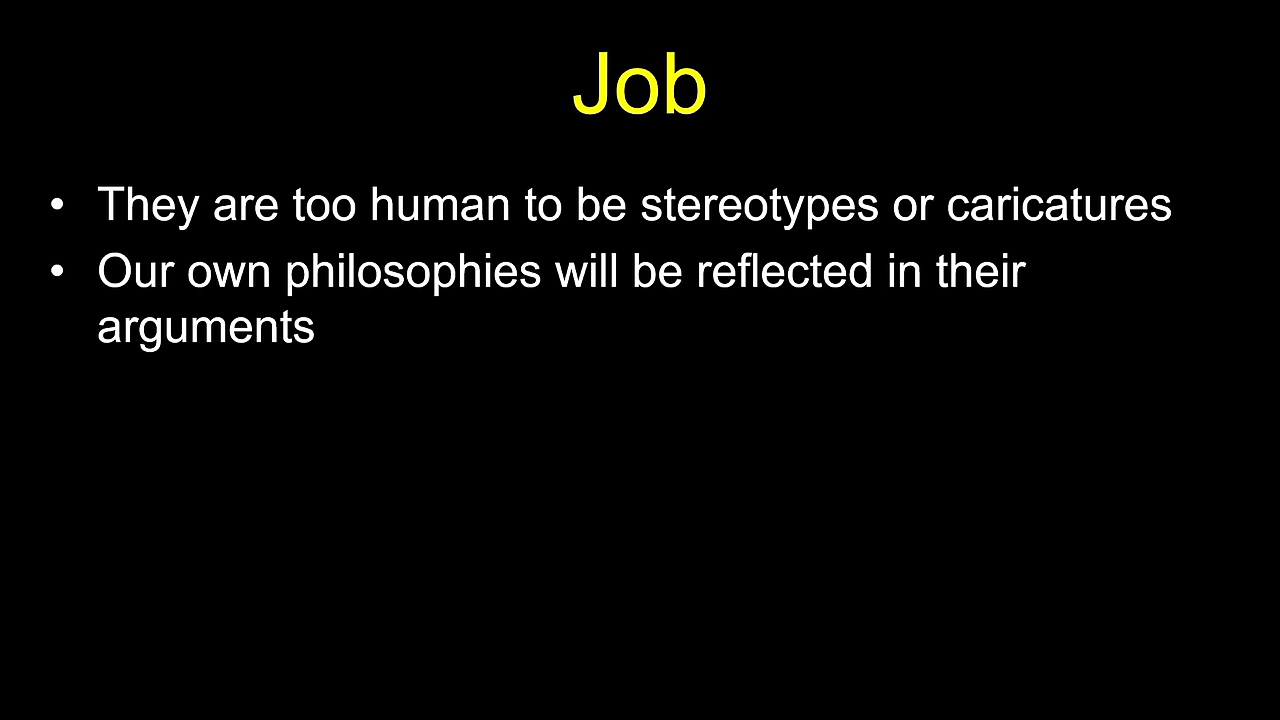 Job
• They are too human to be stereotypes or caricatures
• Our own philosophies will be reflected in their
arguments